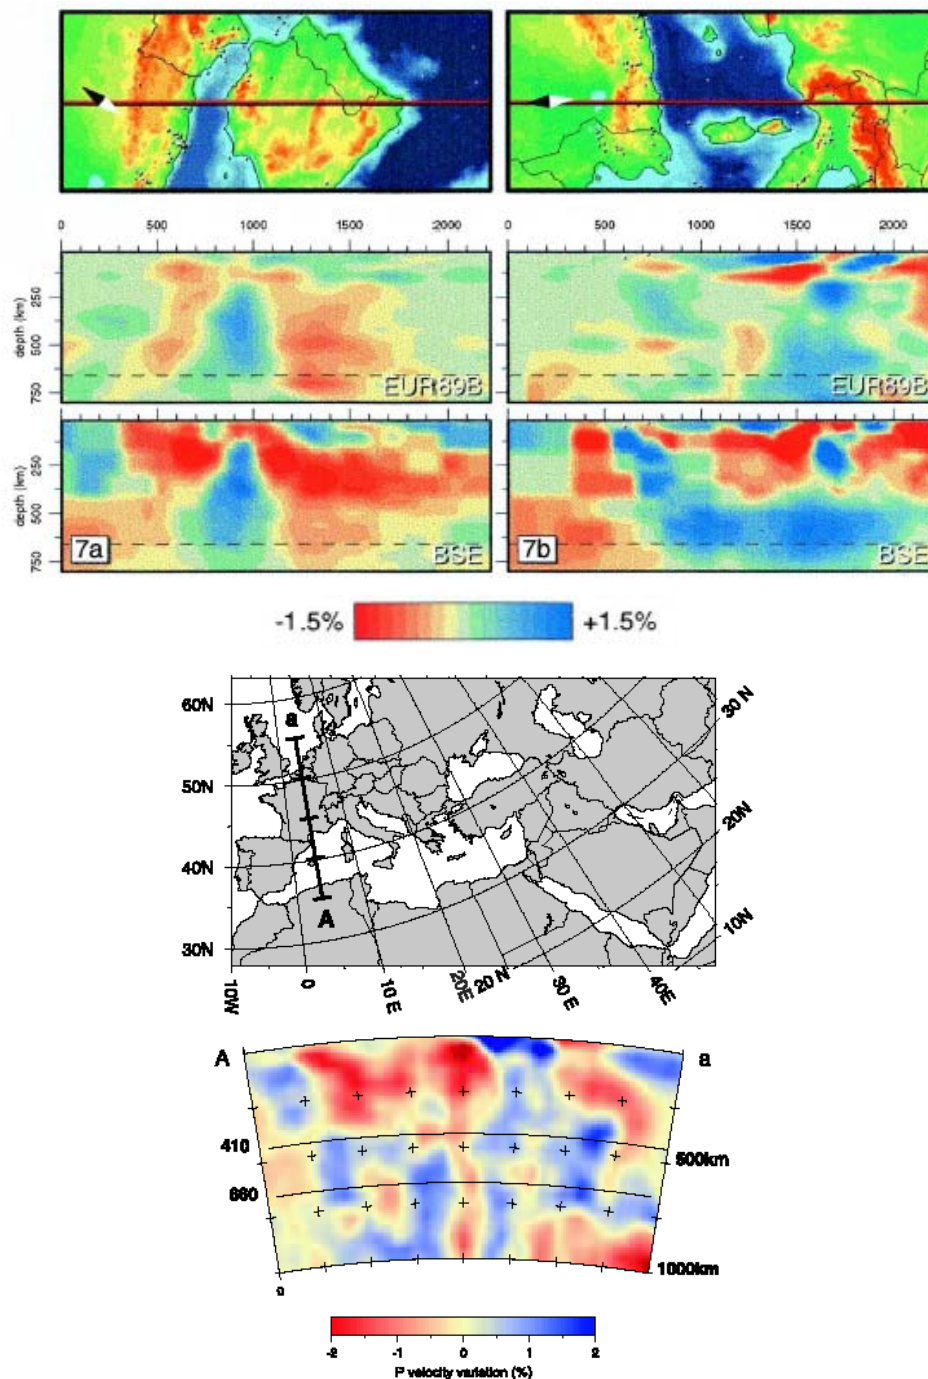 0 500 1000 1500 2000
0 500 1000 1500 2000
depth (km)
250
500
750
EUR89B
EUR89B
depth (km)
250
500
750
7a
BSE
7b
BSE
-1.5% +1.5%
60N
50N
40N
30N
a
A
30 N
20N
10N
10W
0
10 E
20E
20 N
30 E
40E
A
a
410
660
500km
1000km
0
-2 -1 0 1 2
P velocity variation (%)